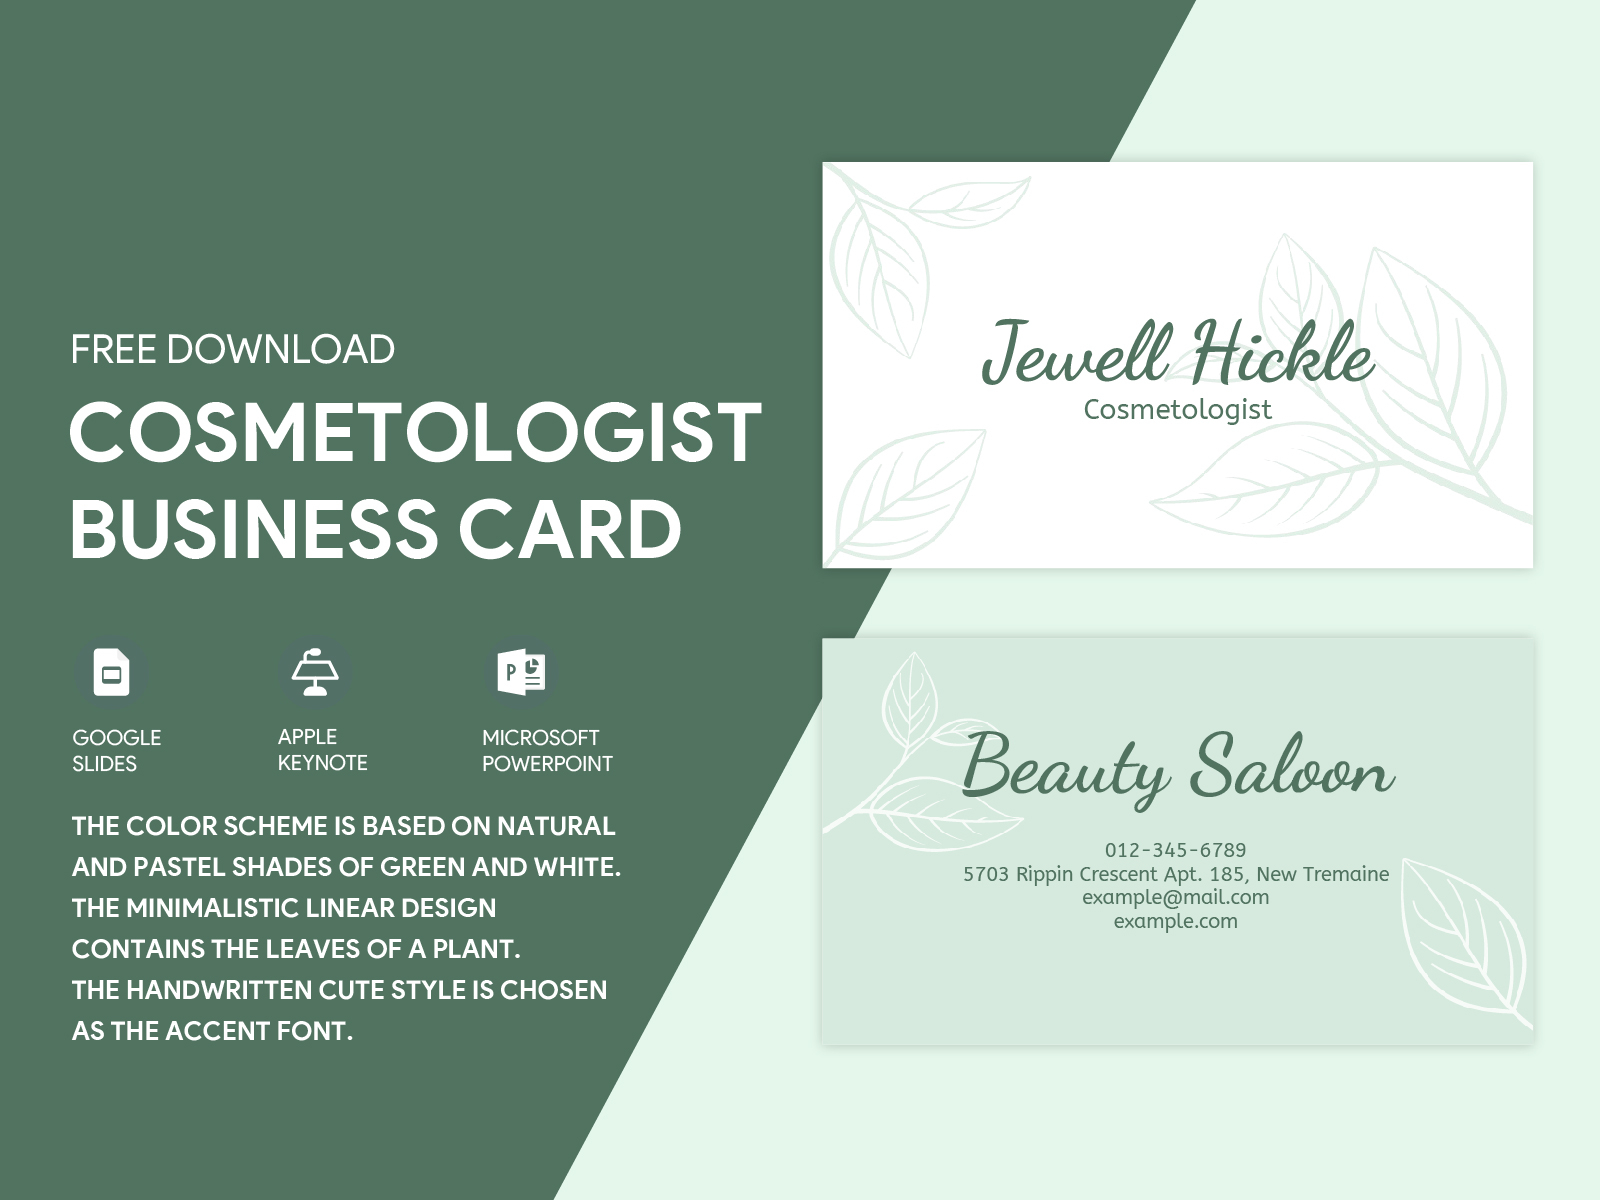 FREE DOWNLOAD
COSMETOLOGIST
BUSINESS CARD
GOOGLE
SLIDES
APPLE
KEYNOTE
P
MICROSOFT
POWERPOINT
THE COLOR SCHEME IS BASED ON NATURAL
AND PASTEL SHADES OF GREEN AND WHITE.
THE MINIMALISTIC LINEAR DESIGN
CONTAINS THE LEAVES OF A PLANT.
THE HANDWRITTEN CUTE STYLE IS CHOSEN
AS THE ACCENT FONT.
Jewell Hickle
Cosmetologist
Beauty Saloon
012-345-6789
5703 Rippin Crescent Apt. 185, New Tremaine
example@mail.com
example.com